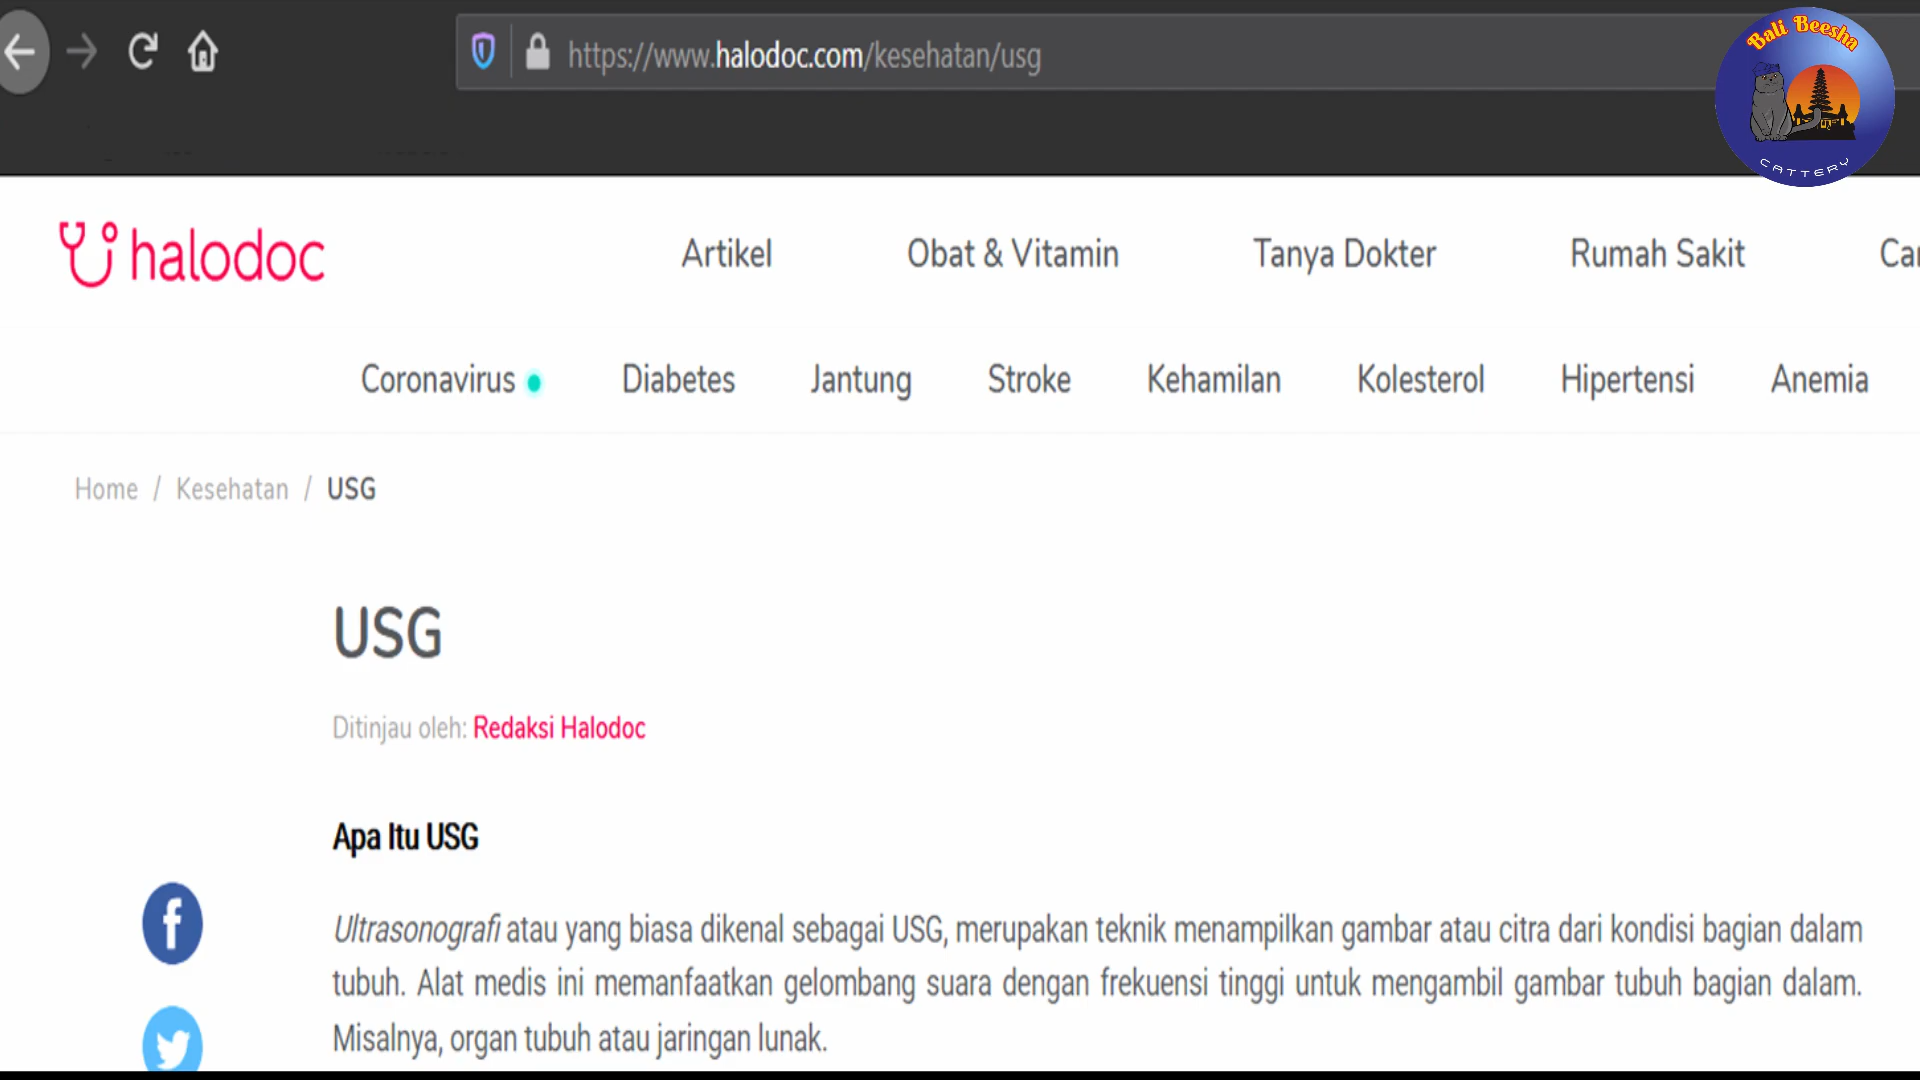 https://www.halodoc.com/kesehatan/usg
Bali Beesha
CATTERY
halodoc
Artikel
Obat & Vitamin
Tanya Dokter
Rumah Sakit
Coronavirus
Diabetes
Jantung
Stroke
Kehamilan
Kolesterol
Hipertensi
Anemia
Home / Kesehatan / USG
USG
Ditinjau oleh: Redaksi Halodoc
Apa Itu USG
Ultrasonografi atau yang biasa dikenal sebagai USG, merupakan teknik menampilkan gambar atau citra dari kondisi bagian dalam
tubuh. Alat medis ini memanfaatkan gelombang suara dengan frekuensi tinggi untuk mengambil gambar tubuh bagian dalam.
Misalnya, organ tubuh atau jaringan lunak.